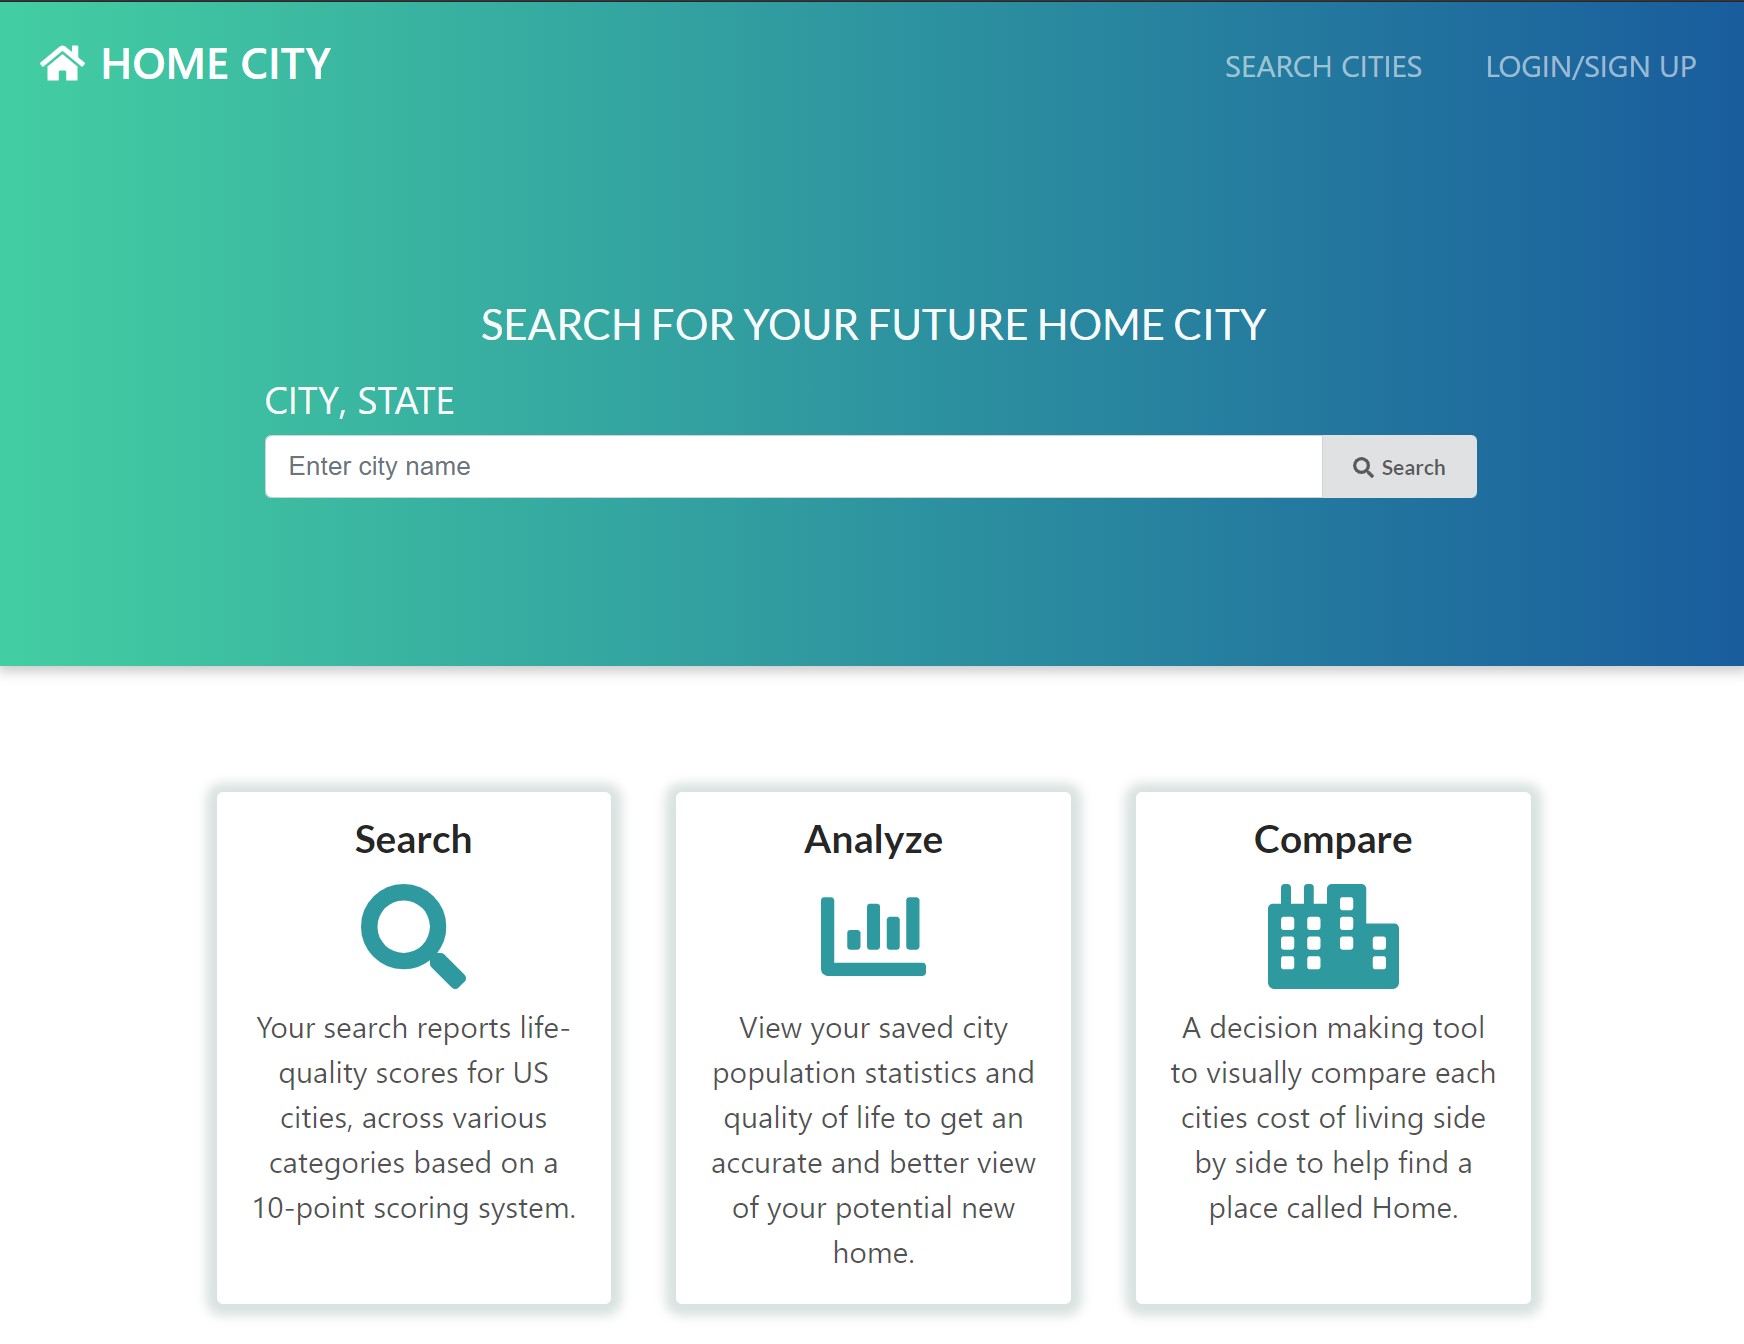 HOME CITY
SEARCH CITIES
LOGIN/SIGN UP
SEARCH FOR YOUR FUTURE HOME CITY
CITY, STATE
Enter city name
Search
Search
Your search reports life-
quality scores for US
cities, across various
categories based on a
10-point scoring system.
Analyze
View your saved city
population statistics and
quality of life to get an
accurate and better view
of your potential new
home.
Compare
A decision making tool
to visually compare each
cities cost of living side
by side to help find a
place called Home.